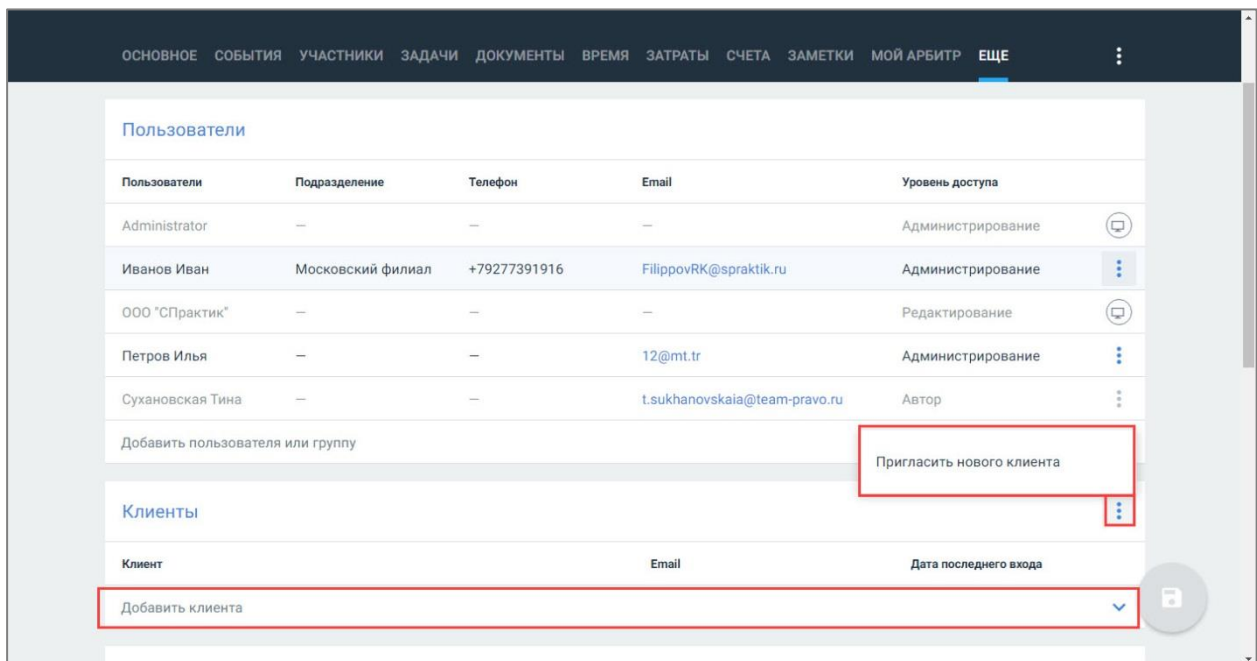 ОСНОВНОЕ СОБЫТИЯ УЧАСТНИКИ ЗАДАЧИ ДОКУМЕНТЫ ВРЕМЯ ЗАТРАТЫ СЧЕТА ЗАМЕТКИ МОЙ АРБИТР ЕЩЕ
Пользователи
Пользователи Подразделение Телефон Email Уровень доступа
Administrator — — — Администрирование
Иванов Иван Московский филиал +79277391916 FilippovRK@spraktik.ru Администрирование
ООО "СПрактик" — — — Редактирование
Петров Илья — — 12@mt.tr Администрирование
Сухановская Тина — — t.sukhanovskaia@team-pravo.ru Автор
Добавить пользователя или группу
Пригласить нового клиента
Клиенты
Клиент Email Дата последнего входа
Добавить клиента